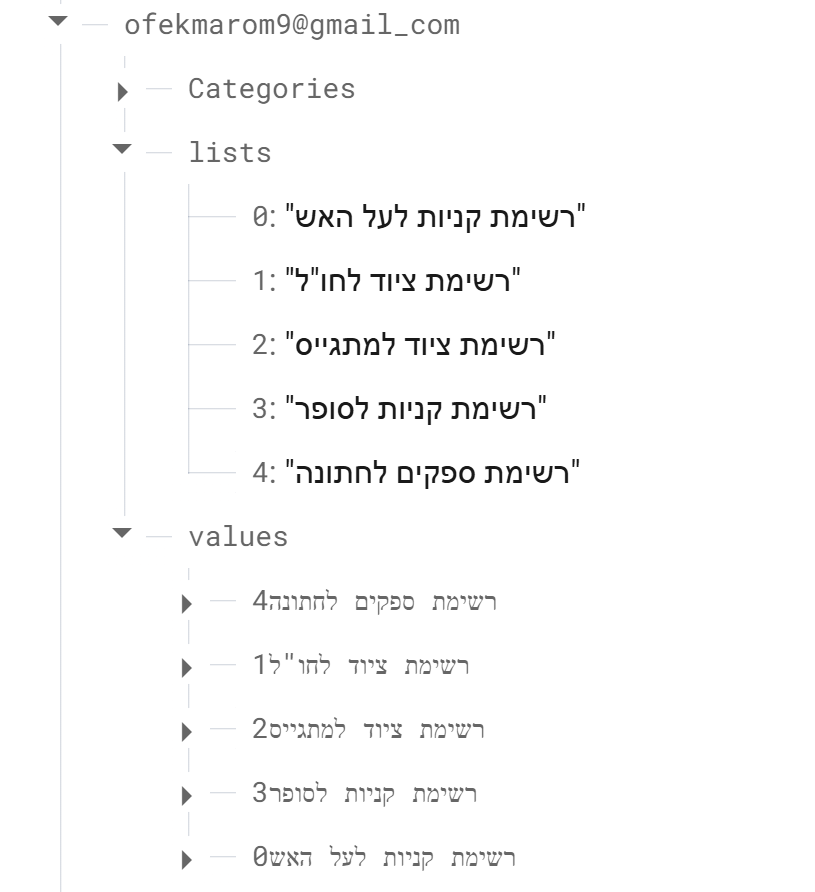 ofekmarom9@gmail_com
Categories
lists
0: "רשימת קניות לעל האש"
1: "רשימת ציוד לחו"ל"
2: "רשימת ציוד למתגייס"
3: "רשימת קניות לסופר"
4: "רשימת ספקים לחתונה"
values
רשימת ספקים לחתונה4
רשימת ציוד לחו"ל1
רשימת ציוד למתגייס2
רשימת קניות לסופר3
רשימת קניות לעל האש0